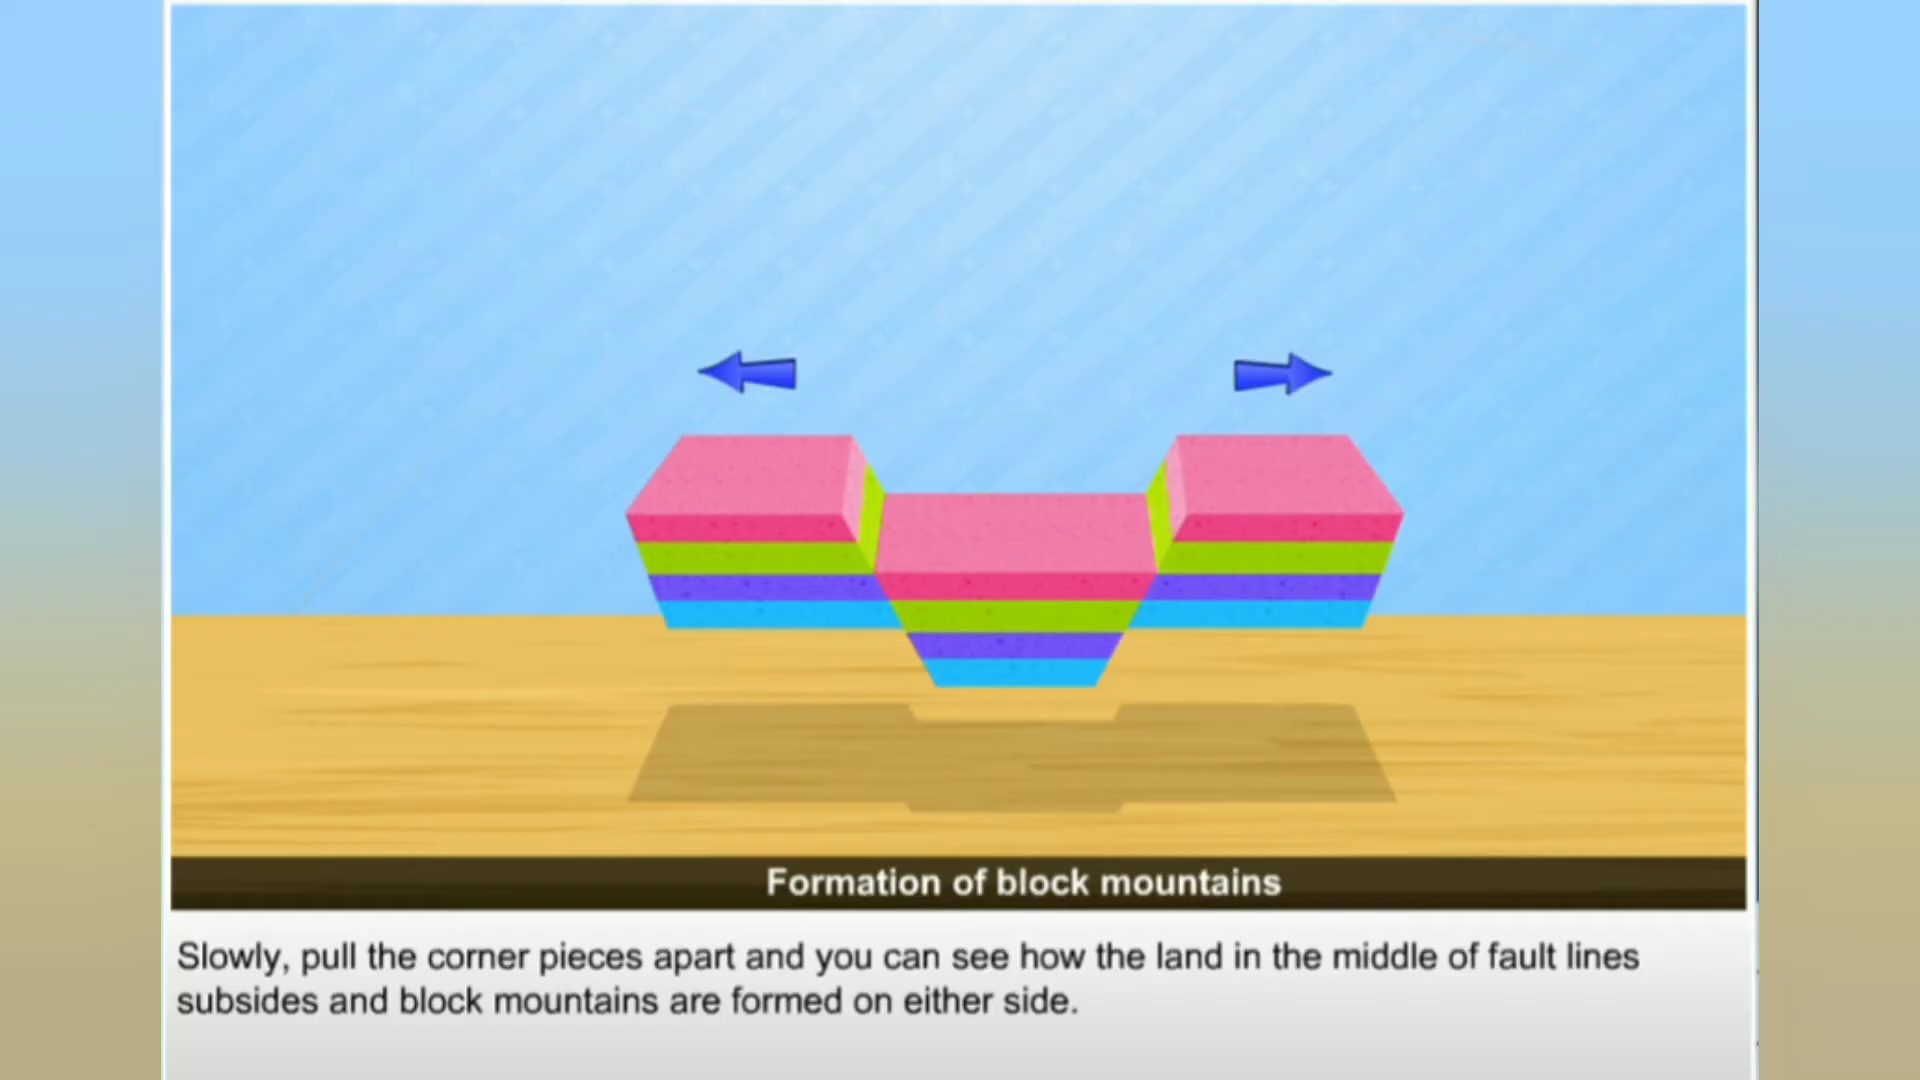 Formation of block mountains
Slowly, pull the corner pieces apart and you can see how the land in the middle of fault lines
subsides and block mountains are formed on either side.